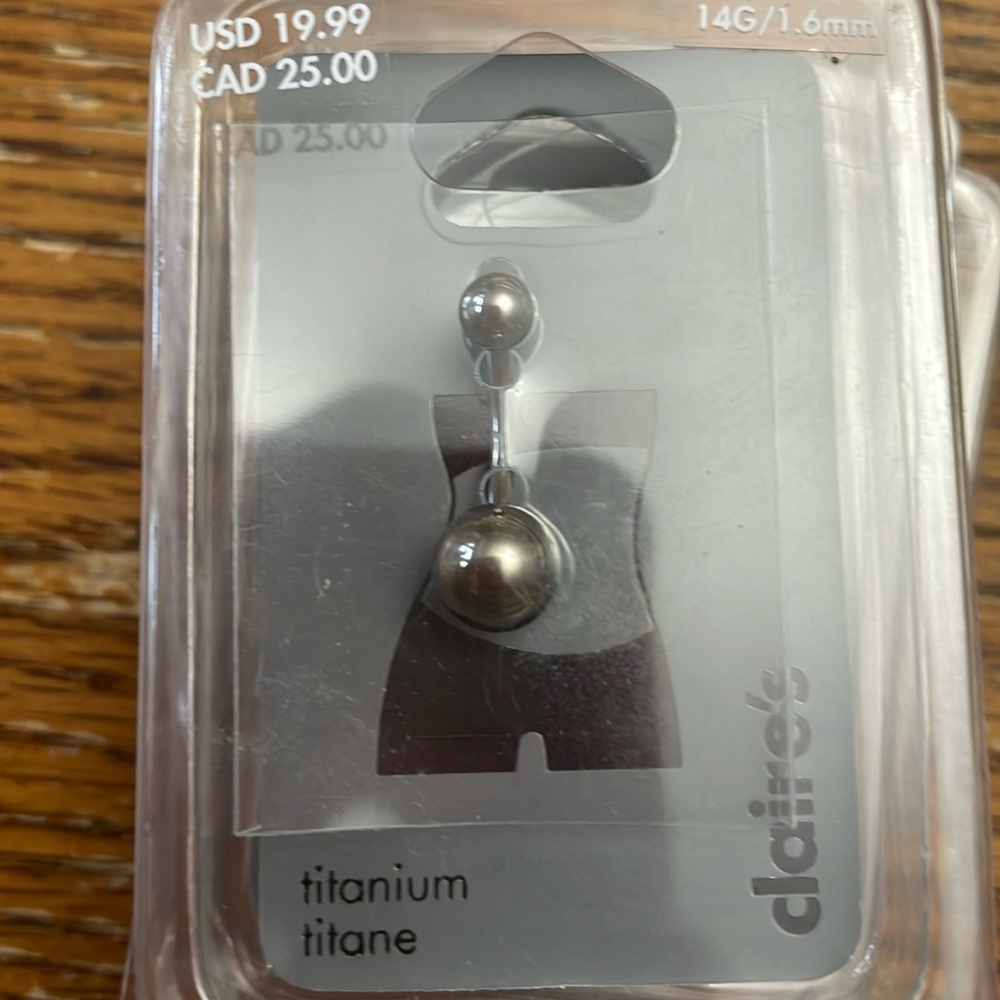 USD 19.99
CAD 25.00
14G/1.6mm
AD 25.00
titanium
titane
claire's